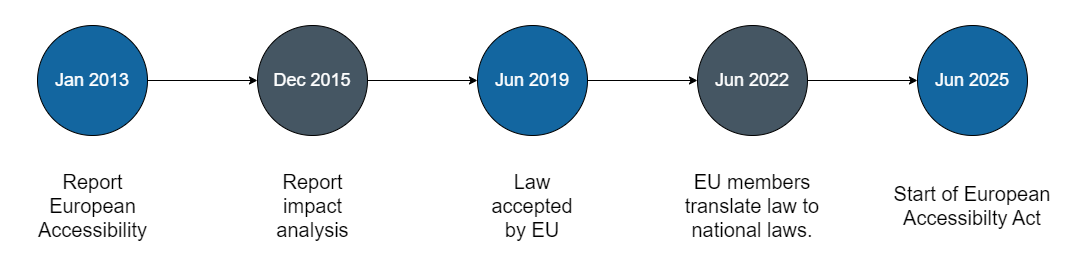 Jan 2013
Dec 2015
Jun 2019
Jun 2022
Jun 2025
Report
European
Accessibility
Report
impact
analysis
Law
accepted
by EU
EU members
translate law to
national laws.
Start of European
Accessibilty Act